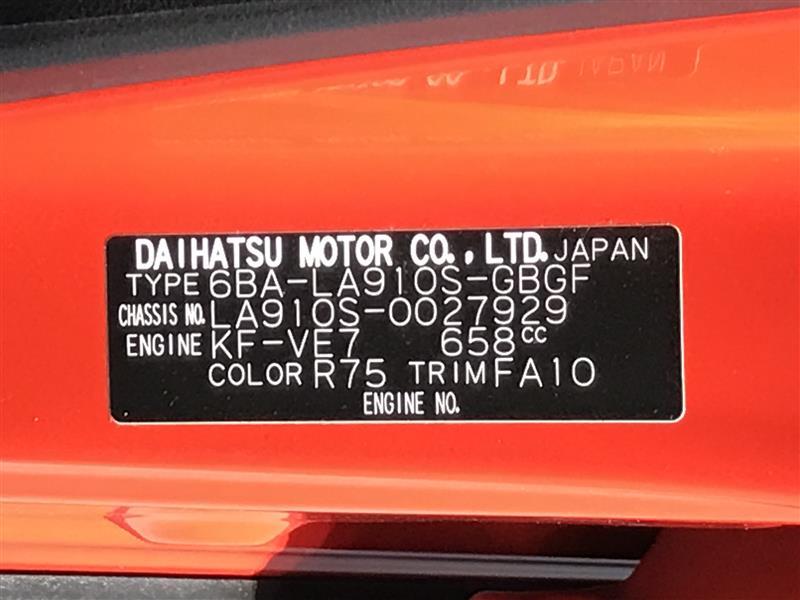 DAIHATSU MOTOR CO., LTD. JAPAN
TYPE 6BA-LA910S-GBGF
CHASSIS NO. LA910S-0027929
ENGINE KF-VE7 658CC
COLOR R75 TRIM FA10
ENGINE NO.